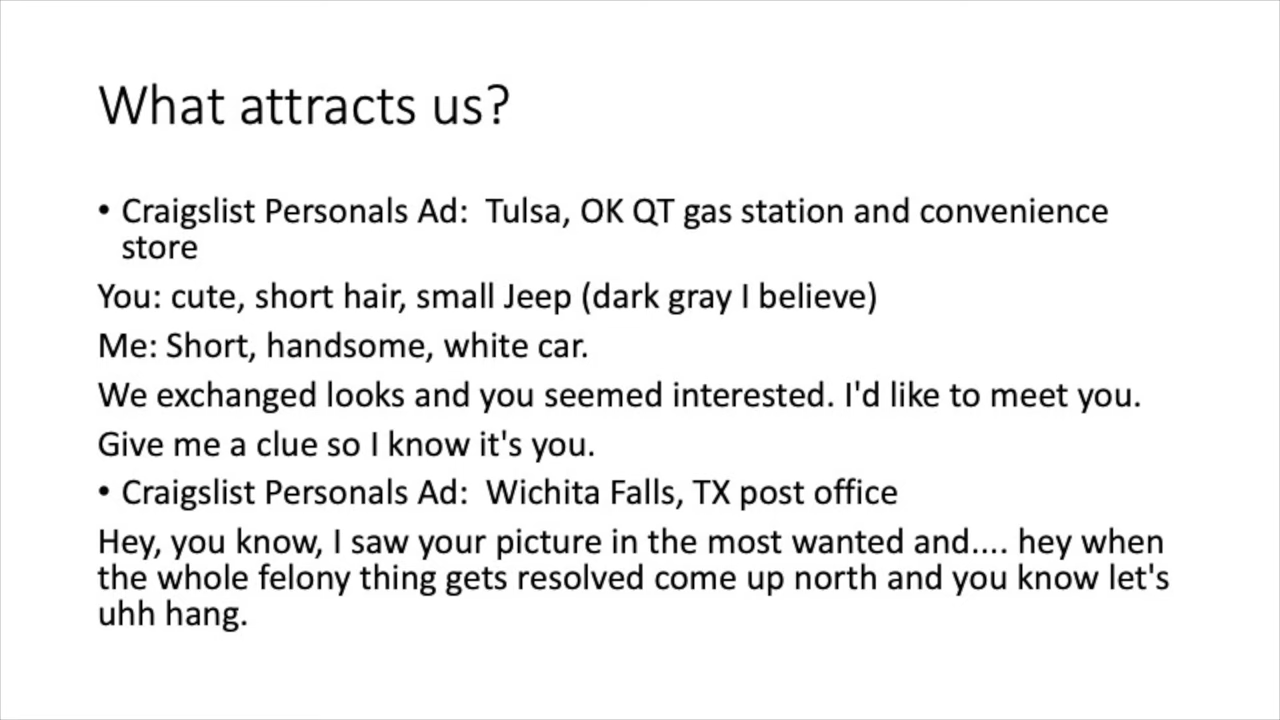 What attracts us?
• Craigslist Personals Ad:  Tulsa, OK QT gas station and convenience
store
You: cute, short hair, small Jeep (dark gray I believe)
Me: Short, handsome, white car.
We exchanged looks and you seemed interested. I'd like to meet you.
Give me a clue so I know it's you.
• Craigslist Personals Ad:  Wichita Falls, TX post office
Hey, you know, I saw your picture in the most wanted and.... hey when
the whole felony thing gets resolved come up north and you know let's
uhh hang.